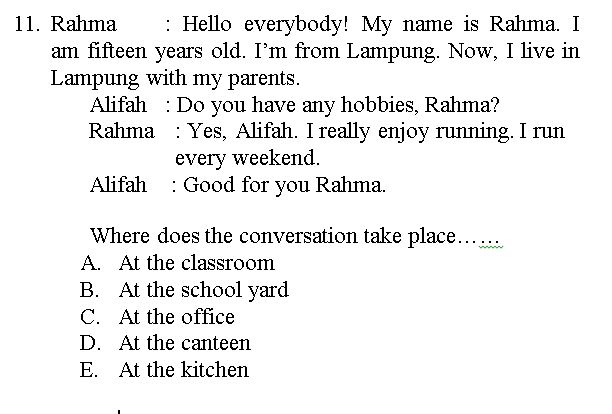 11. Rahma : Hello everybody! My name is Rahma. I
am fifteen years old. I’m from Lampung. Now, I live in
Lampung with my parents.
Alifah : Do you have any hobbies, Rahma?
Rahma : Yes, Alifah. I really enjoy running. I run
every weekend.
Alifah : Good for you Rahma.
Where does the conversation take place……
A. At the classroom
B. At the school yard
C. At the office
D. At the canteen
E. At the kitchen